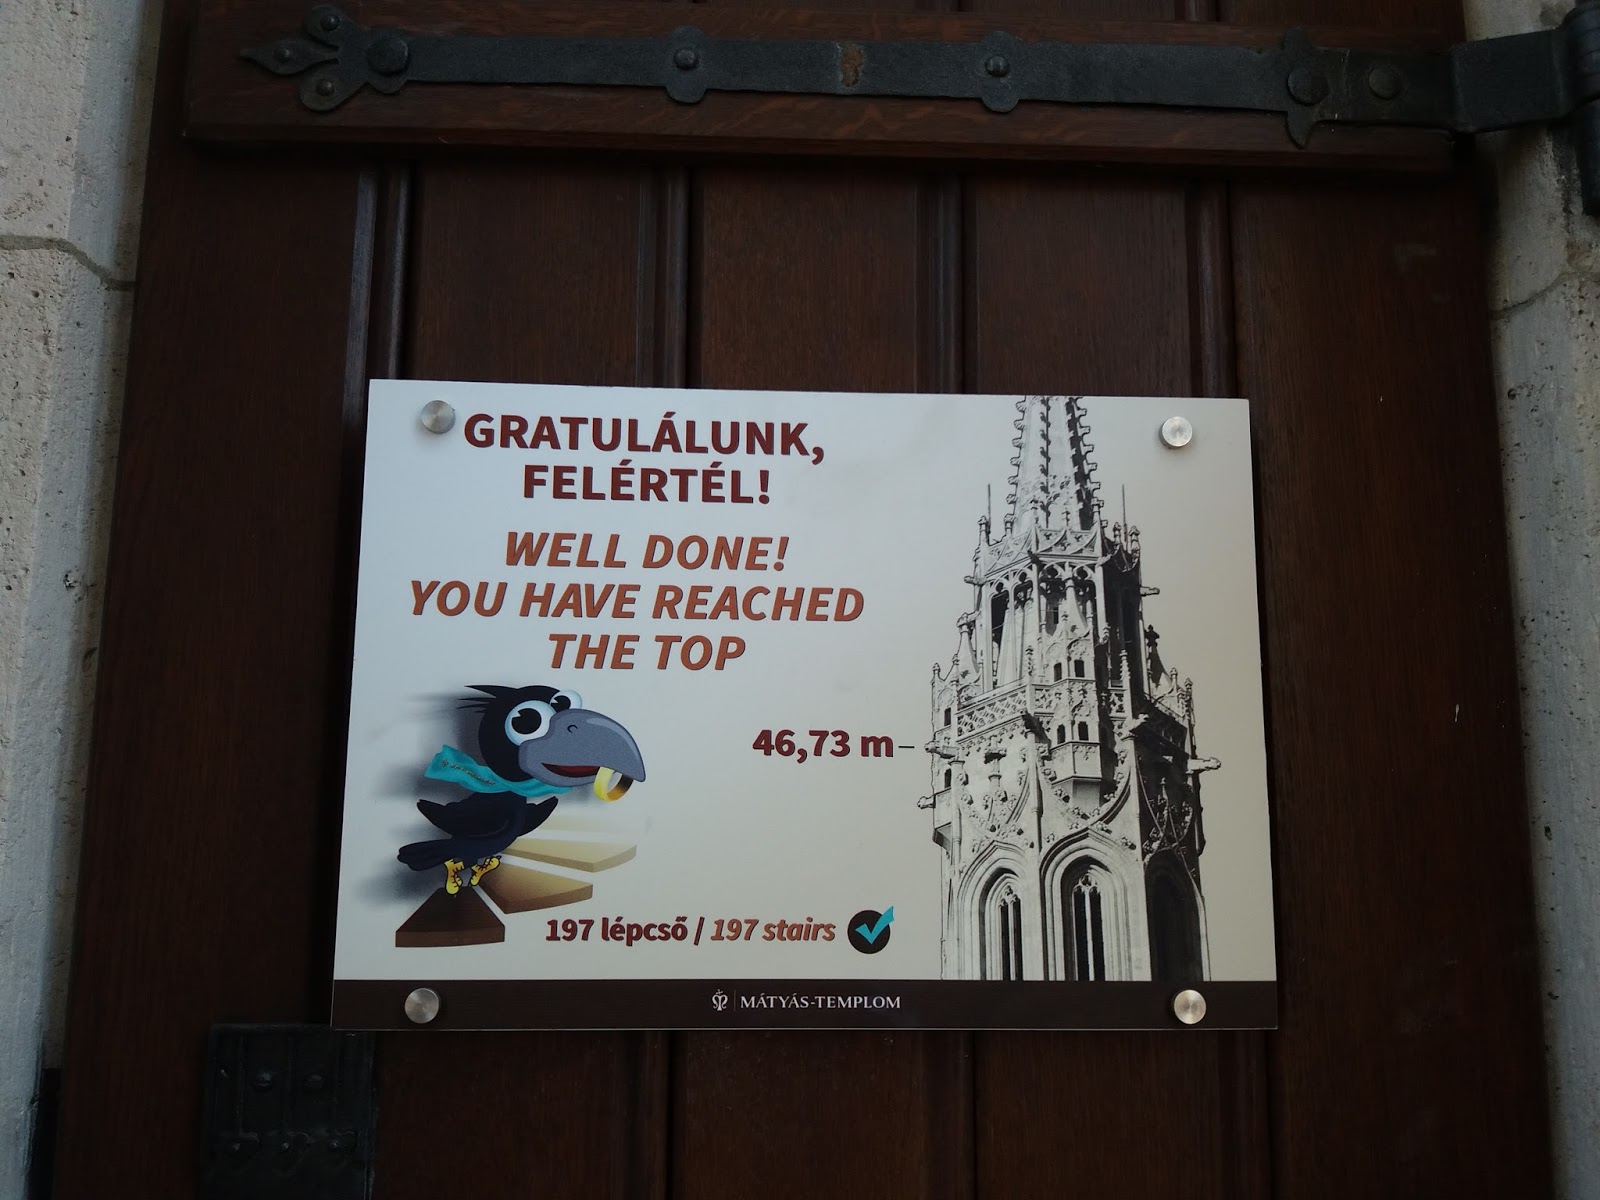 GRATULÁLUNK,
FELÉRTÉL!
WELL DONE!
YOU HAVE REACHED
THE TOP
46,73 m
197 lépcső / 197 stairs
MÁTYÁS-TEMPLOM